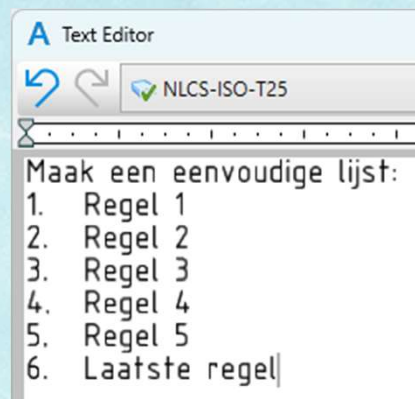 A Text Editor
NLCS-ISO-T25
Maak een eenvoudige lijst:
1. Regel 1
2. Regel 2
3. Regel 3
4. Regel 4
5. Regel 5
6. Laatste regel